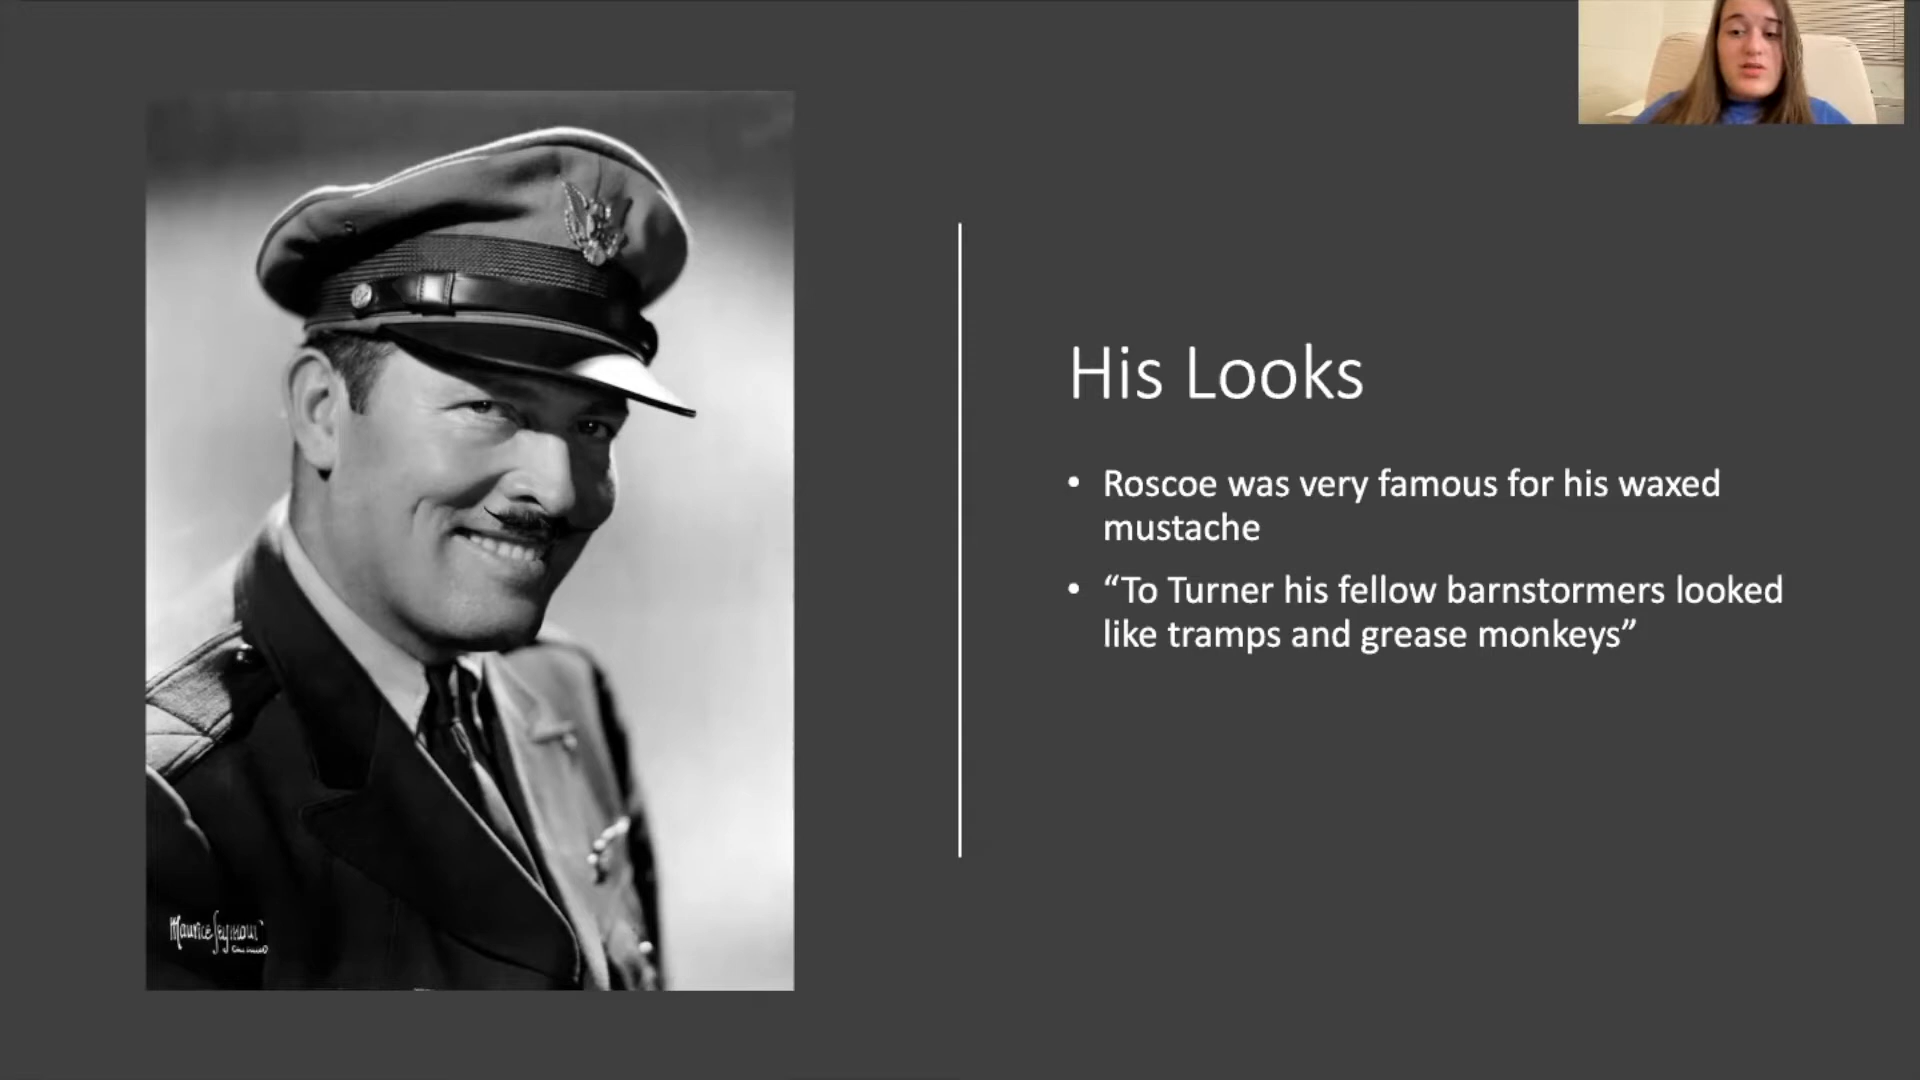 His Looks
• Roscoe was very famous for his waxed
mustache
• “To Turner his fellow barnstormers looked
like tramps and grease monkeys”
Maurice Seymour